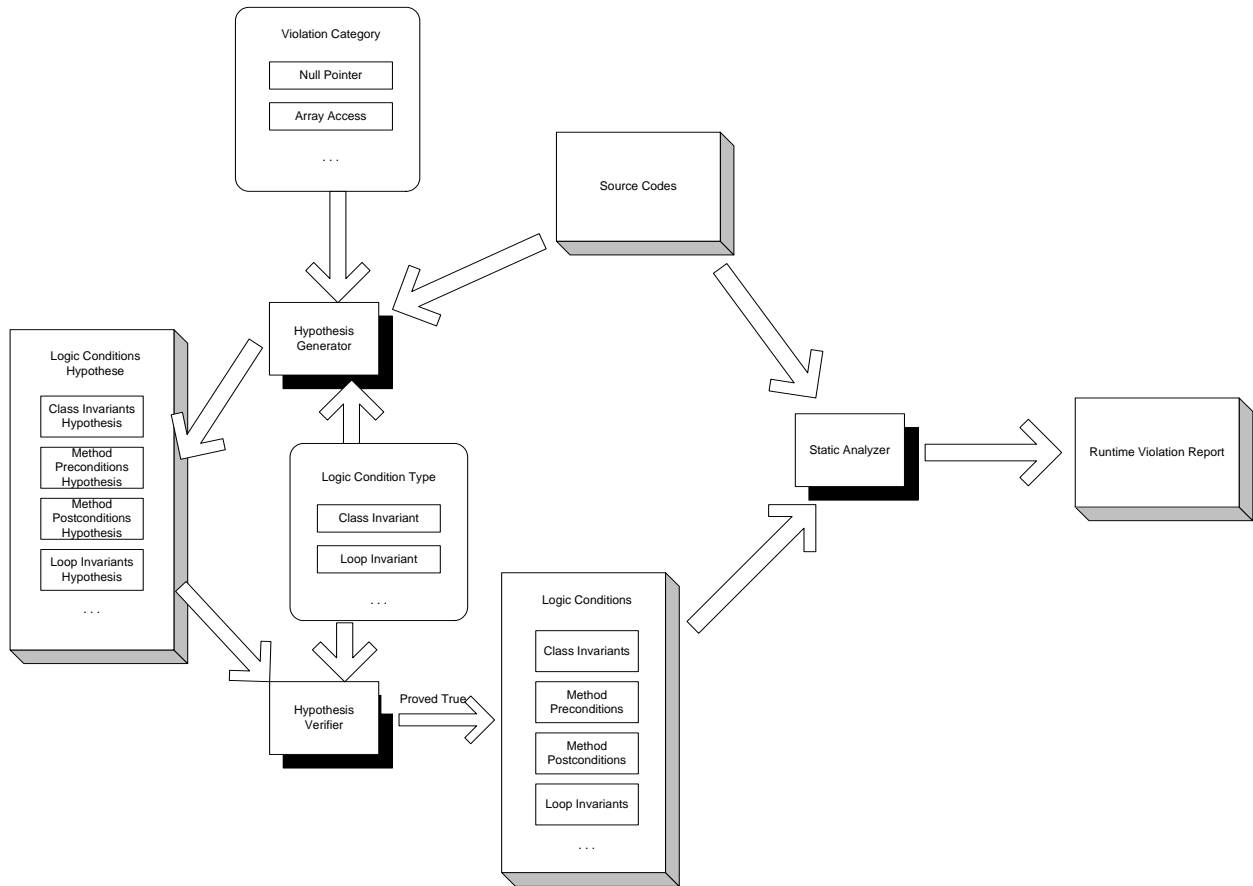 Violation Category
Null Pointer
Array Access
. . .
Source Codes
Hypothesis
Generator
Logic Conditions
Hypothese
Class Invariants
Hypothesis
Method
Preconditions
Hypothesis
Method
Postconditions
Hypothesis
Loop Invariants
Hypothesis
. . .
Logic Condition Type
Class Invariant
Loop Invariant
. . .
Static Analyzer
Runtime Violation Report
Hypothesis
Verifier
Proved True
Logic Conditions
Class Invariants
Method
Preconditions
Method
Postconditions
Loop Invariants
. . .